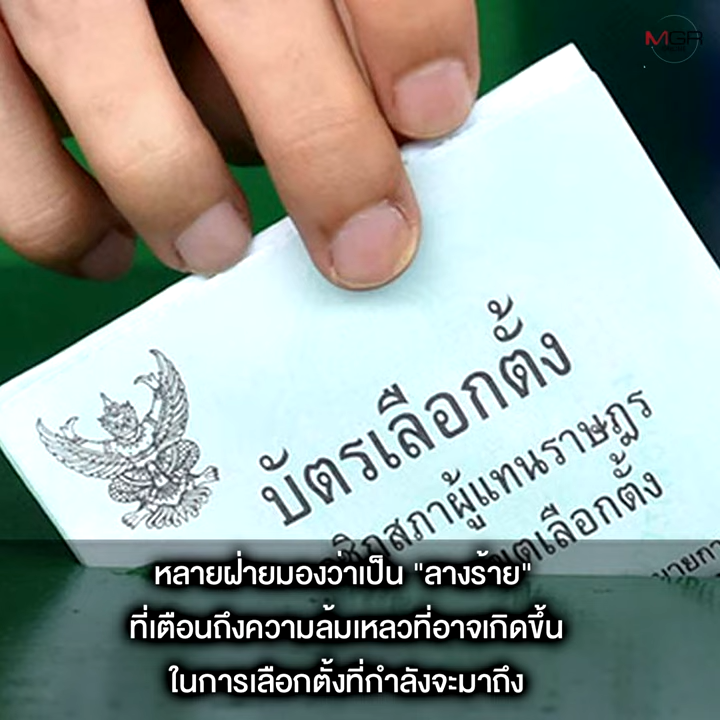 MGR
บัตรเลือกตั้ง
ชิกสภาผู้แทนราษฎร
ตเลือกตั้ง
หลายฝ่ายมองว่าเป็น "ลางร้าย"
ที่เตือนถึงความล้มเหลวที่อาจเกิดขึ้น
ในการเลือกตั้งที่กำลังจะมาถึง